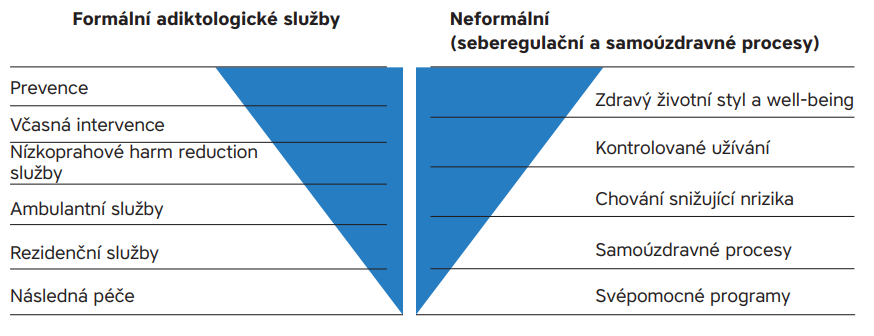 Formální adiktologické služby
Prevence
Včasná intervence
Nízkoprahové harm reduction
služby
Ambulantní služby
Rezidenční služby
Následná péče
Neformální
(seberegulační a samoúzdravné procesy)
Zdravý životní styl a well-being
Kontrolované užívání
Chování snižující nrizika
Samoúzdravné procesy
Svépomocné programy